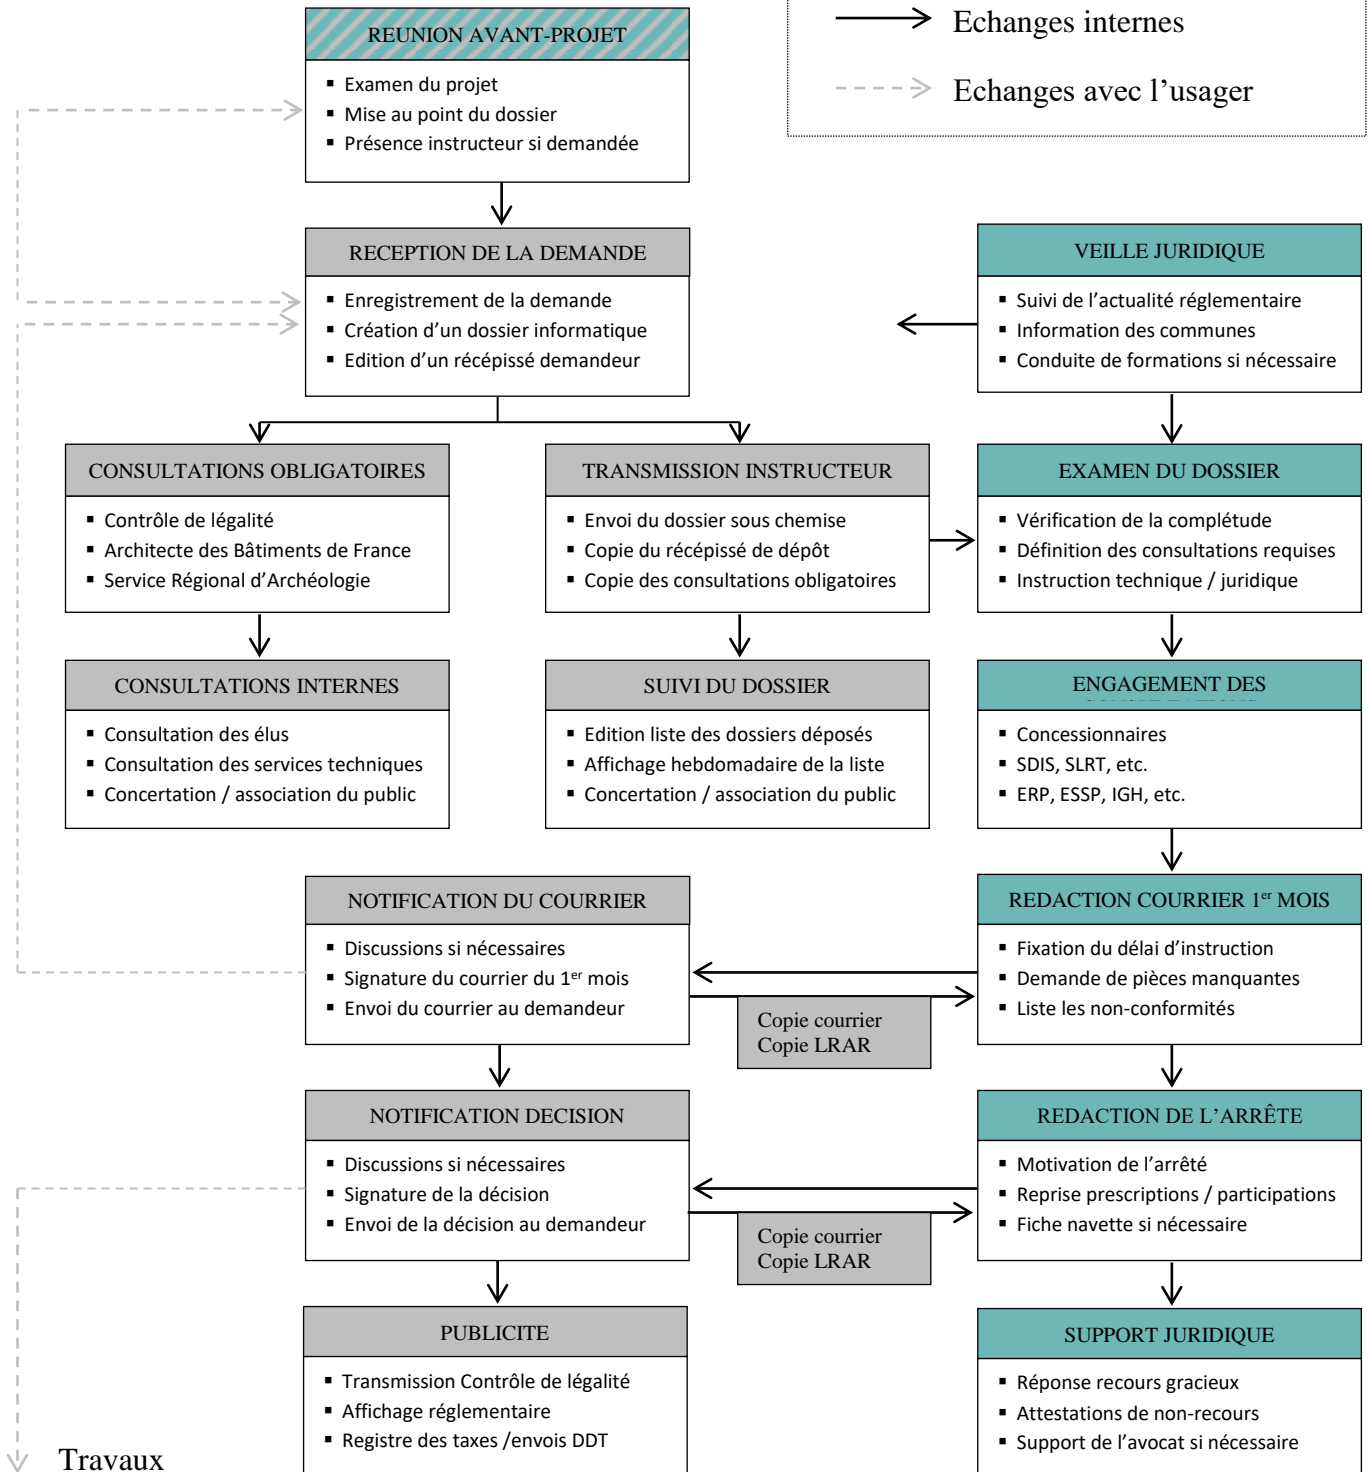 REUNION AVANT-PROJET
▪ Examen du projet
▪ Mise au point du dossier
▪ Présence instructeur si demandée
Echanges internes
Echanges avec l’usager
RECEPTION DE LA DEMANDE
▪ Enregistrement de la demande
▪ Création d’un dossier informatique
▪ Edition d’un récépissé demandeur
VEILLE JURIDIQUE
▪ Suivi de l’actualité réglementaire
▪ Information des communes
▪ Conduite de formations si nécessaire
CONSULTATIONS OBLIGATOIRES
▪ Contrôle de légalité
▪ Architecte des Bâtiments de France
▪ Service Régional d’Archéologie
TRANSMISSION INSTRUCTEUR
▪ Envoi du dossier sous chemise
▪ Copie du récépissé de dépôt
▪ Copie des consultations obligatoires
EXAMEN DU DOSSIER
▪ Vérification de la complétude
▪ Définition des consultations requises
▪ Instruction technique / juridique
CONSULTATIONS INTERNES
▪ Consultation des élus
▪ Consultation des services techniques
▪ Concertation / association du public
SUIVI DU DOSSIER
▪ Edition liste des dossiers déposés
▪ Affichage hebdomadaire de la liste
▪ Concertation / association du public
ENGAGEMENT DES
▪ Concessionnaires
▪ SDIS, SLRT, etc.
▪ ERP, ESSP, IGH, etc.
NOTIFICATION DU COURRIER
▪ Discussions si nécessaires
▪ Signature du courrier du 1er mois
▪ Envoi du courrier au demandeur
Copie courrier
Copie LRAR
REDACTION COURRIER 1er MOIS
▪ Fixation du délai d’instruction
▪ Demande de pièces manquantes
▪ Liste les non-conformités
NOTIFICATION DECISION
▪ Discussions si nécessaires
▪ Signature de la décision
▪ Envoi de la décision au demandeur
Copie courrier
Copie LRAR
REDACTION DE L’ARRÊTE
▪ Motivation de l’arrêté
▪ Reprise prescriptions / participations
▪ Fiche navette si nécessaire
PUBLICITE
▪ Transmission Contrôle de légalité
▪ Affichage réglementaire
▪ Registre des taxes /envois DDT
SUPPORT JURIDIQUE
▪ Réponse recours gracieux
▪ Attestations de non-recours
▪ Support de l’avocat si nécessaire
Travaux